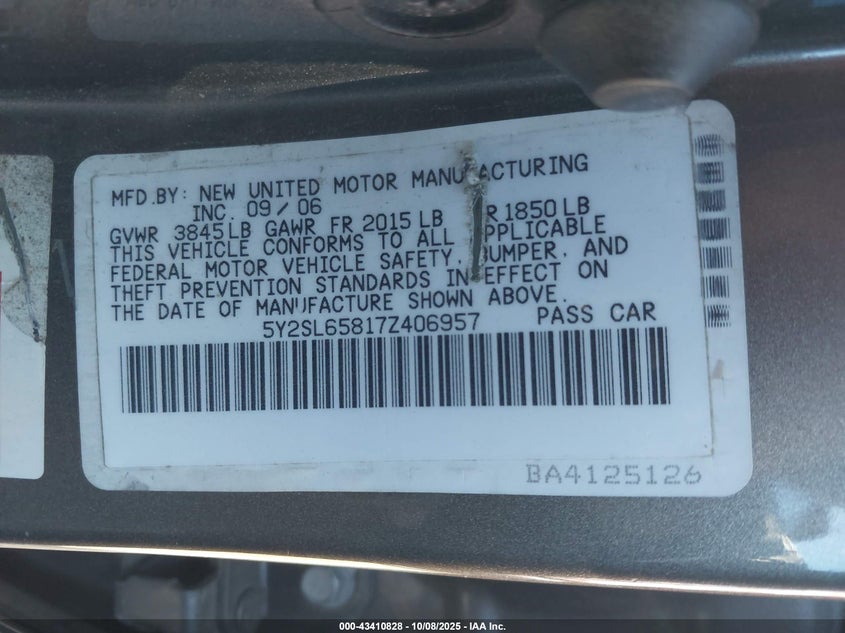 MFD.BY: NEW UNITED MOTOR MANUFACTURING
INC. 09/06
GVWR 3845LB GAWR FR 2015LB R 1850LB
THIS VEHICLE CONFORMS TO ALL APPLICABLE
FEDERAL MOTOR VEHICLE SAFETY, BUMPER, AND
THEFT PREVENTION STANDARDS IN EFFECT ON
THE DATE OF MANUFACTURE SHOWN ABOVE.
5Y2SL65817Z406957 PASS CAR
BA4125126
000-43410828 - 10/08/2025 - IAA Inc.